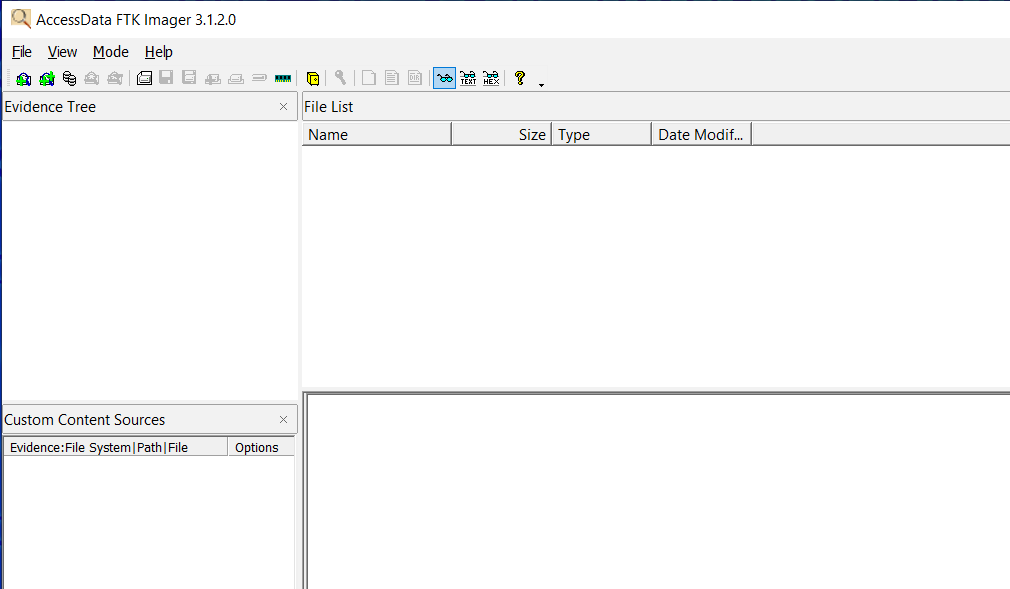 AccessData FTK Imager 3.1.2.0
File View Mode Help
TEXT HEX ?
Evidence Tree
File List
Name Size Type Date Modif...
Custom Content Sources
Evidence:File System|Path|File Options